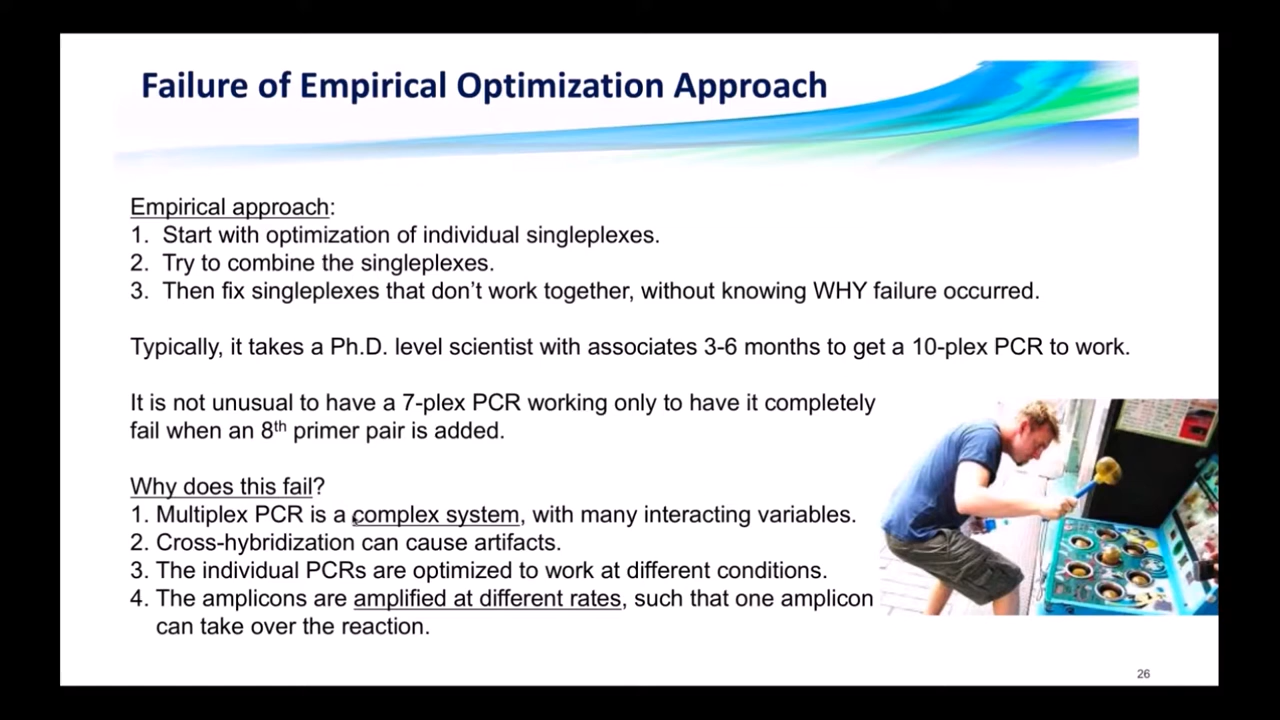 Failure of Empirical Optimization Approach
Empirical approach:
1. Start with optimization of individual singleplexes.
2. Try to combine the singleplexes.
3. Then fix singleplexes that don't work together, without knowing WHY failure occurred.
Typically, it takes a Ph.D. level scientist with associates 3-6 months to get a 10-plex PCR to work.
It is not unusual to have a 7-plex PCR working only to have it completely
fail when an 8th primer pair is added.
Why does this fail?
1. Multiplex PCR is a complex system, with many interacting variables.
2. Cross-hybridization can cause artifacts.
3. The individual PCRs are optimized to work at different conditions.
4. The amplicons are amplified at different rates, such that one amplicon
can take over the reaction.
26